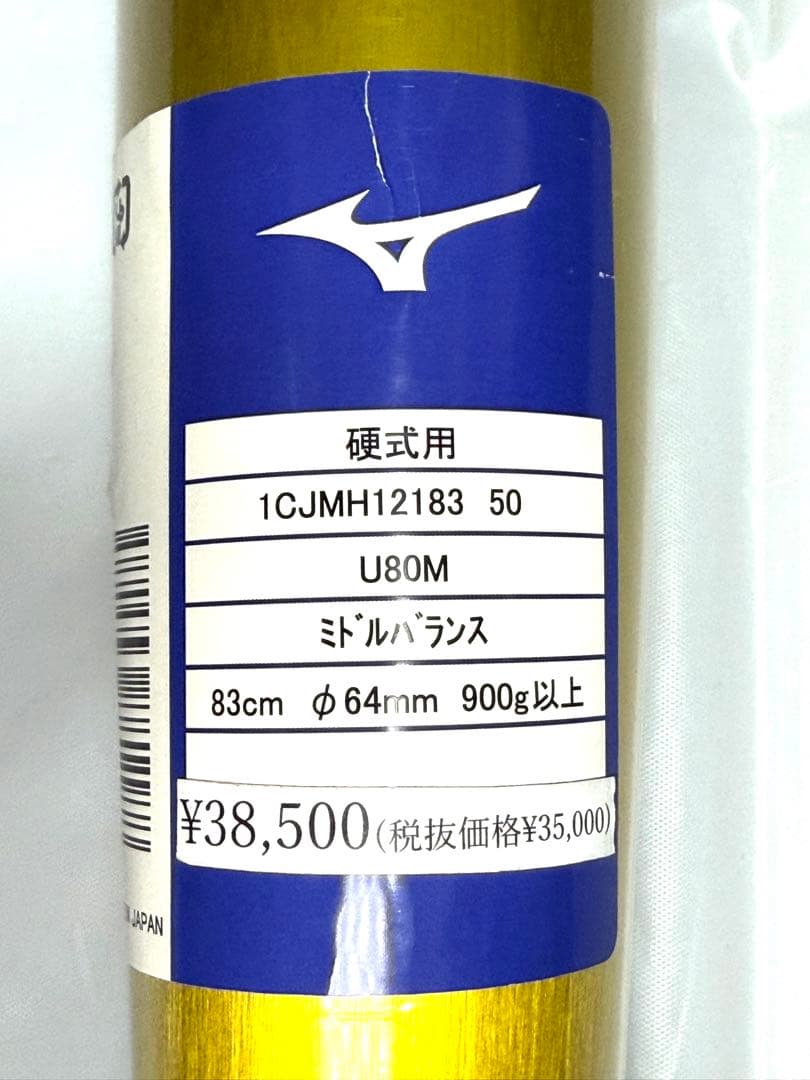 硬式用
1CJMH12183 50
U80M
ﾐﾄﾞﾙﾊﾞﾗﾝｽ
83cm φ64mm 900g以上
¥38,500(税抜価格¥35,000)
JAPAN